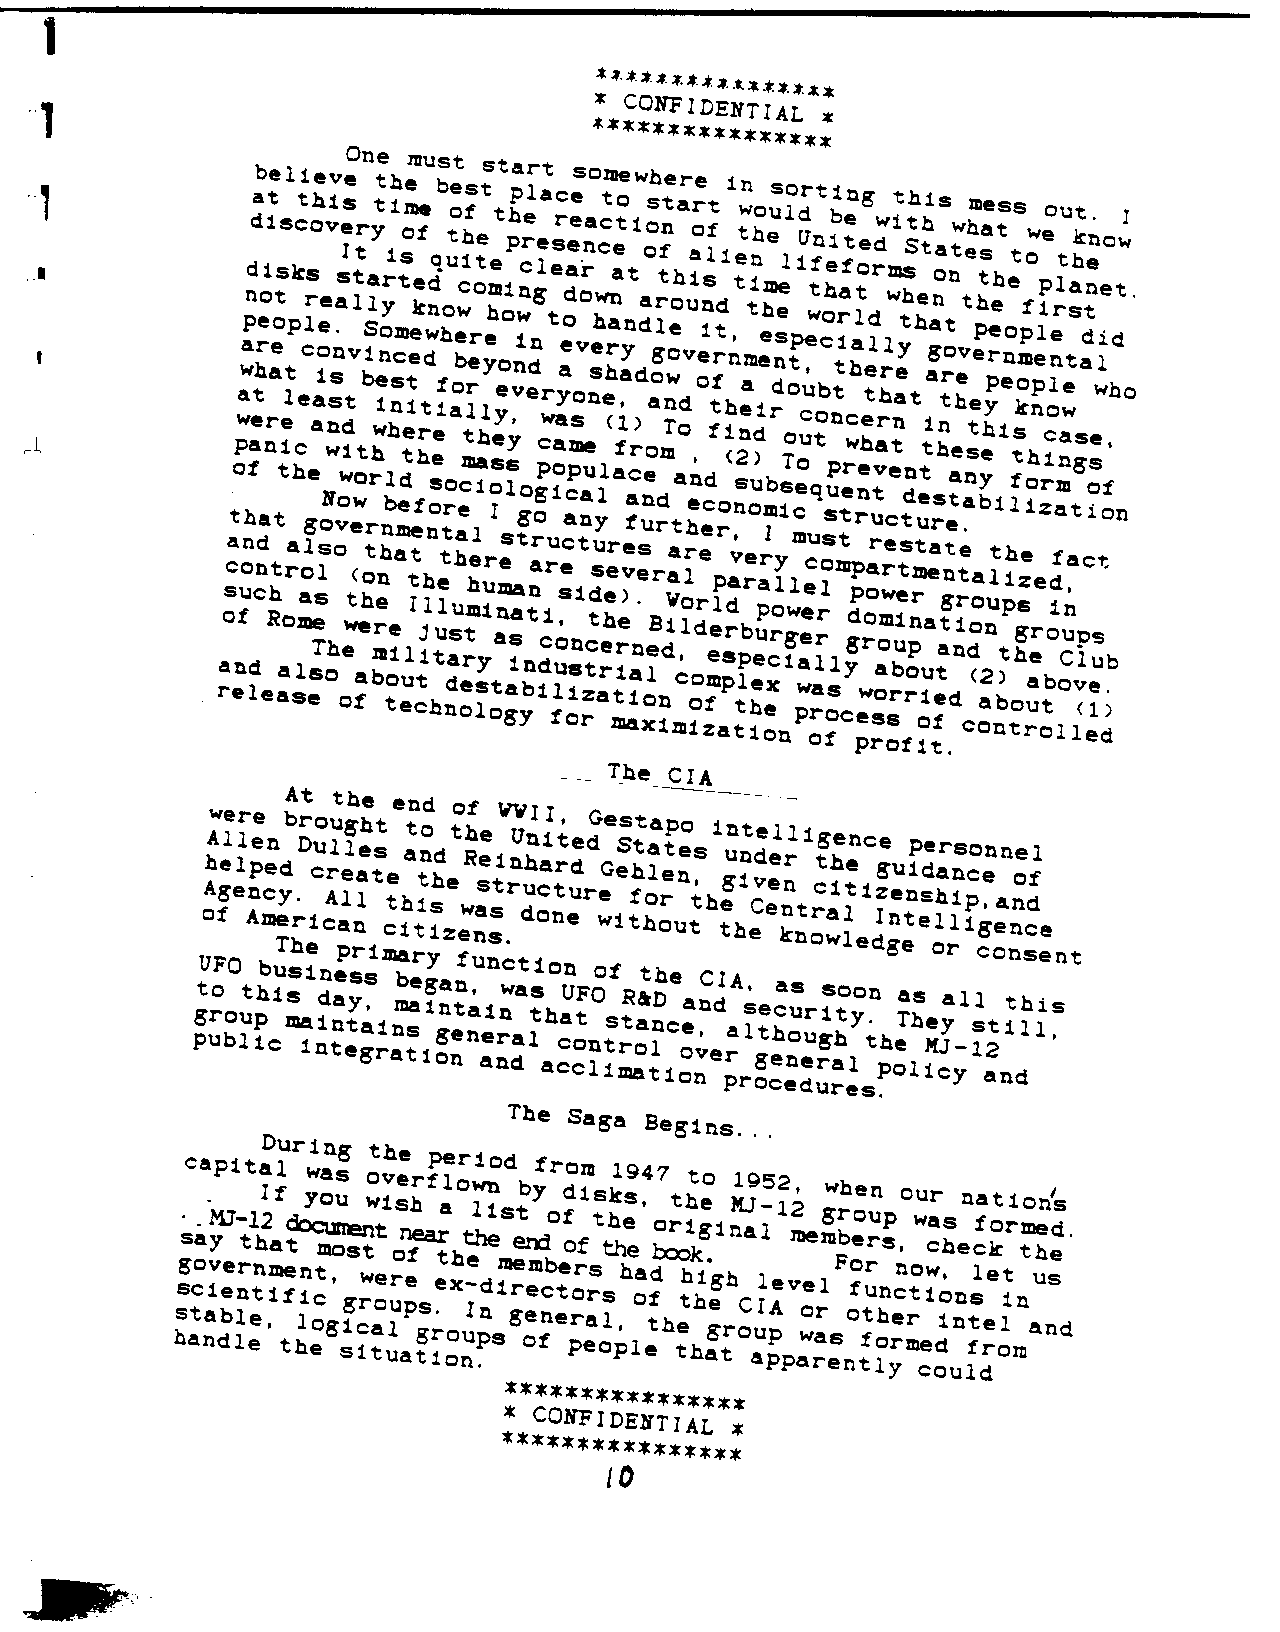 ****************
* CONFIDENTIAL *
****************
One must start somewhere in sorting this mess out. I
believe the best place to start would be with what we know
at this time of the reaction of the United States to the
discovery of the presence of alien lifeforms on the planet.
It is quite clear at this time that when the first
disks started coming down around the world that people did
not really know how to handle it, especially governmental
people. Somewhere in every government, there are people who
are convinced beyond a shadow of a doubt that they know
what is best for everyone, and their concern in this case,
at least initially, was (1) To find out what these things
were and where they came from , (2) To prevent any form of
panic with the mass populace and subsequent destabilization
of the world sociological and economic structure.
Now before I go any further, I must restate the fact
that governmental structures are very compartmentalized,
and also that there are several parallel power groups in
control (on the human side). World power domination groups
such as the Illuminati, the Bilderburger group and the Club
of Rome were just as concerned, especially about (2) above.
The military industrial complex was worried about (1)
and also about destabilization of the process of controlled
release of technology for maximization of profit.
The CIA
At the end of WWII, Gestapo intelligence personnel
were brought to the United States under the guidance of
Allen Dulles and Reinhard Gehlen, given citizenship,and
helped create the structure for the Central Intelligence
Agency. All this was done without the knowledge or consent
of American citizens.
The primary function of the CIA, as soon as all this
UFO business began, was UFO R&D and security. They still,
to this day, maintain that stance, although the MJ-12
group maintains general control over general policy and
public integration and acclimation procedures.
The Saga Begins...
During the period from 1947 to 1952, when our nation's
capital was overflown by disks, the MJ-12 group was formed.
If you wish a list of the original members, check the
MJ-12 document near the end of the book. For now, let us
say that most of the members had high level functions in
government, were ex-directors of the CIA or other intel and
scientific groups. In general, the group was formed from
stable, logical groups of people that apparently could
handle the situation.
****************
* CONFIDENTIAL *
****************
10